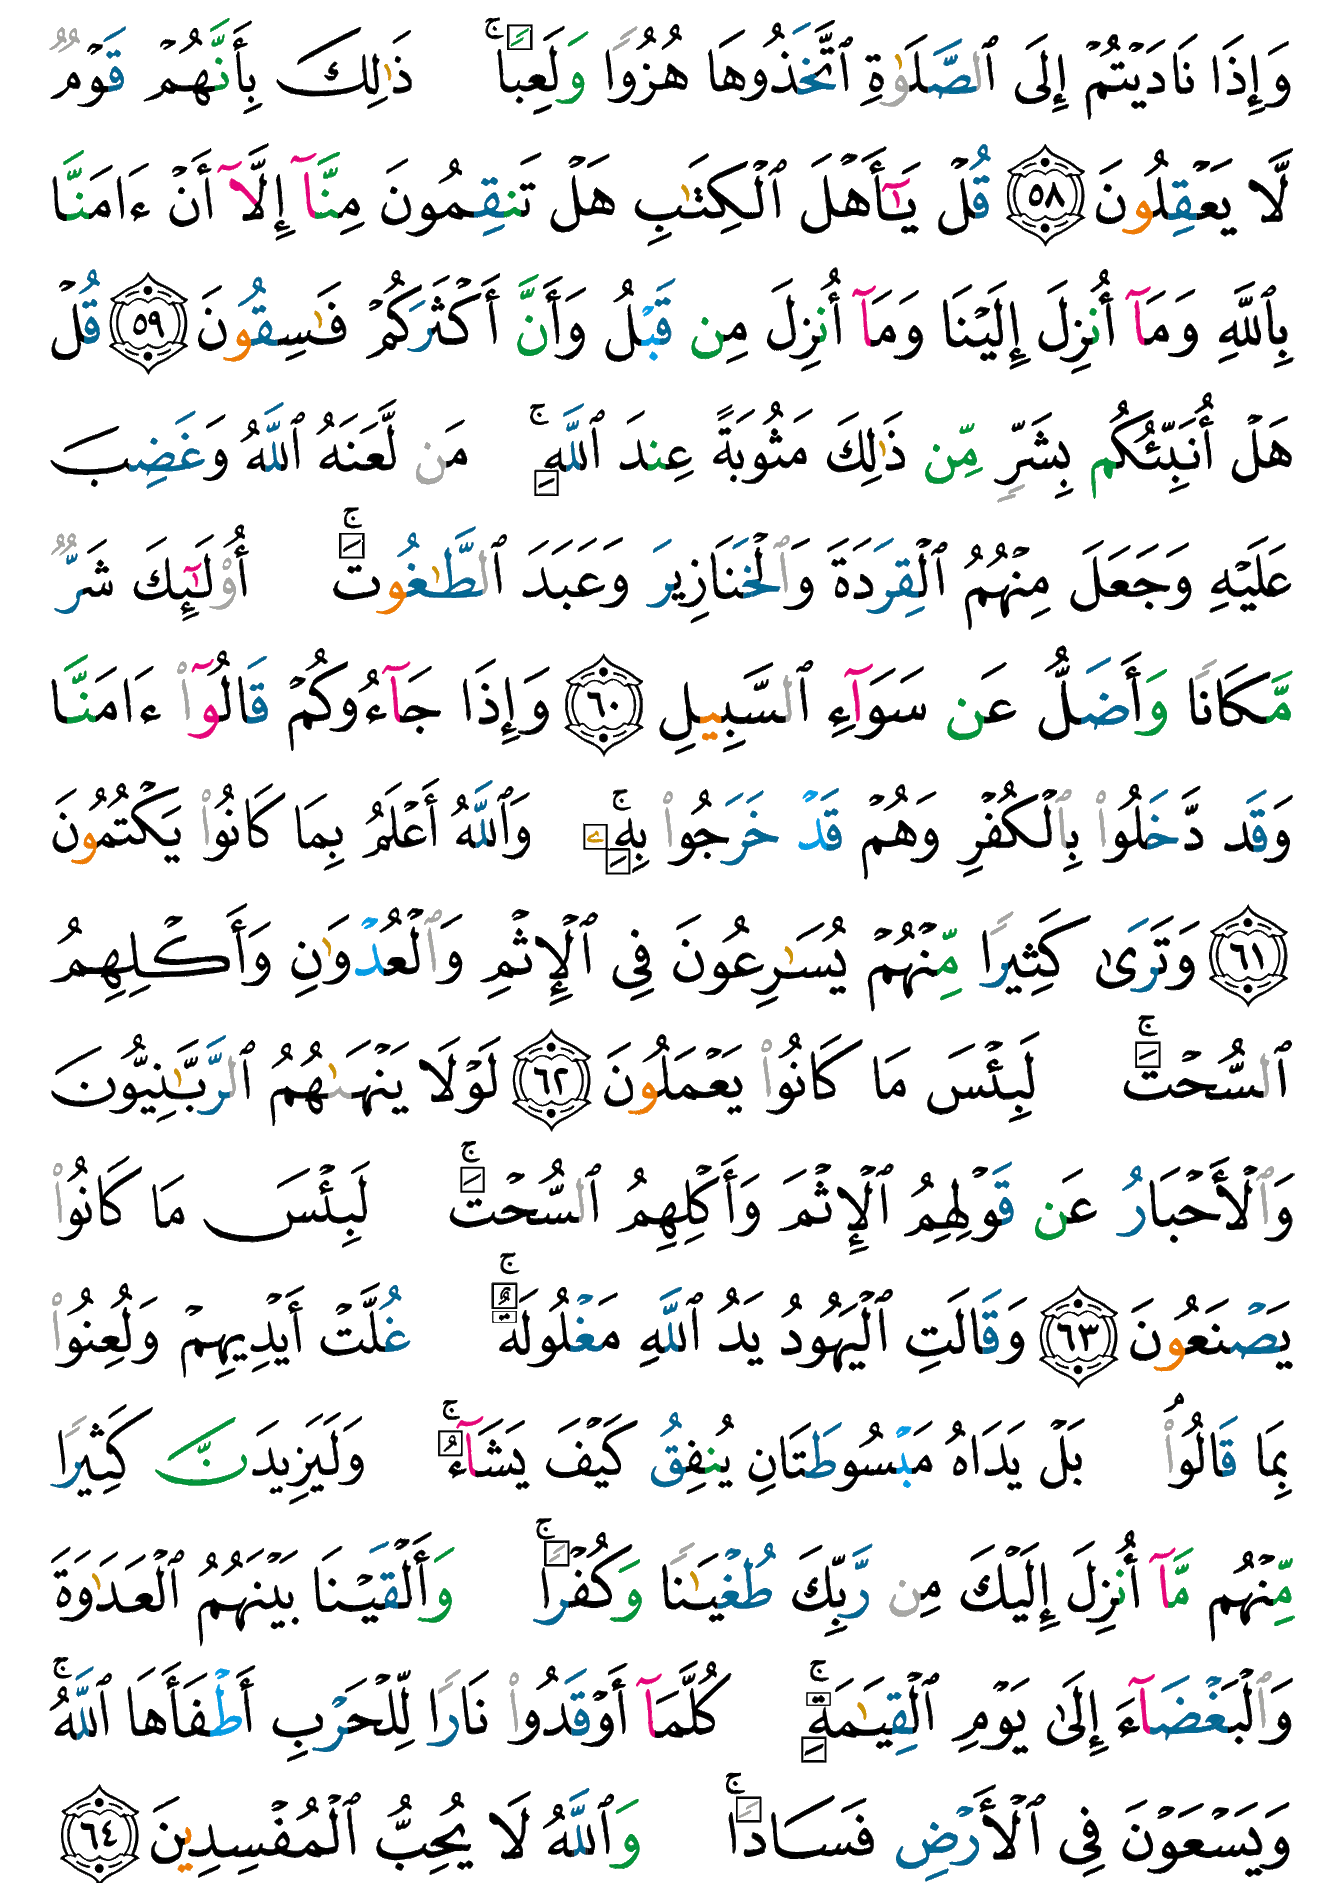 وَإِذَا نَادَيْتُمْ إِلَى ٱلصَّلَوٰةِ ٱتَّخَذُوهَا هُزُوًا وَلَعِبًاۚ ذَٰلِكَ بِأَنَّهُمْ قَوْمٌ
لَّا يَعْقِلُونَ ٥٨ قُلْ يَـٰٓأَهْلَ ٱلْكِتَـٰبِ هَلْ تَنقِمُونَ مِنَّآ إِلَّآ أَنْ ءَامَنَّا
بِٱللَّهِ وَمَآ أُنزِلَ إِلَيْنَا وَمَآ أُنزِلَ مِن قَبْلُ وَأَنَّ أَكْثَرَكُمْ فَـٰسِقُونَ ٥٩ قُلْ
هَلْ أُنَبِّئُكُم بِشَرٍّ مِّن ذَٰلِكَ مَثُوبَةً عِندَ ٱللَّهِۚ مَن لَّعَنَهُ ٱللَّهُ وَغَضِبَ
عَلَيْهِ وَجَعَلَ مِنْهُمُ ٱلْقِرَدَةَ وَٱلْخَنَازِيرَ وَعَبَدَ ٱلطَّـٰغُوتَۚ أُو۟لَـٰٓئِكَ شَرٌّ
مَّكَانًا وَأَضَلُّ عَن سَوَآءِ ٱلسَّبِيلِ ٦٠ وَإِذَا جَآءُوكُمْ قَالُوٓا۟ ءَامَنَّا
وَقَد دَّخَلُوا۟ بِٱلْكُفْرِ وَهُمْ قَدْ خَرَجُوا۟ بِهِۦۚ وَٱللَّهُ أَعْلَمُ بِمَا كَانُوا۟ يَكْتُمُونَ
٦١ وَتَرَىٰ كَثِيرًا مِّنْهُمْ يُسَـٰرِعُونَ فِى ٱلْإِثْمِ وَٱلْعُدْوَٰنِ وَأَكْلِهِمُ
ٱلسُّحْتَۚ لَبِئْسَ مَا كَانُوا۟ يَعْمَلُونَ ٦٢ لَوْلَا يَنْهَىٰهُمُ ٱلرَّبَّـٰنِيُّونَ
وَٱلْأَحْبَارُ عَن قَوْلِهِمُ ٱلْإِثْمَ وَأَكْلِهِمُ ٱلسُّحْتَۚ لَبِئْسَ مَا كَانُوا۟
يَصْنَعُونَ ٦٣ وَقَالَتِ ٱلْيَهُودُ يَدُ ٱللَّهِ مَغْلُولَةٌۚ غُلَّتْ أَيْدِيهِمْ وَلُعِنُوا۟
بِمَا قَالُوا۟ۘ بَلْ يَدَاهُ مَبْسُوطَتَانِ يُنفِقُ كَيْفَ يَشَآءُۚ وَلَيَزِيدَنَّ كَثِيرًا
مِّنْهُم مَّآ أُنزِلَ إِلَيْكَ مِن رَّبِّكَ طُغْيَـٰنًا وَكُفْرًاۚ وَأَلْقَيْنَا بَيْنَهُمُ ٱلْعَدَٰوَةَ
وَٱلْبَغْضَآءَ إِلَىٰ يَوْمِ ٱلْقِيَـٰمَةِۚ كُلَّمَآ أَوْقَدُوا۟ نَارًا لِّلْحَرْبِ أَطْفَأَهَا ٱللَّهُۚ
وَيَسْعَوْنَ فِى ٱلْأَرْضِ فَسَادًاۚ وَٱللَّهُ لَا يُحِبُّ ٱلْمُفْسِدِينَ ٦٤